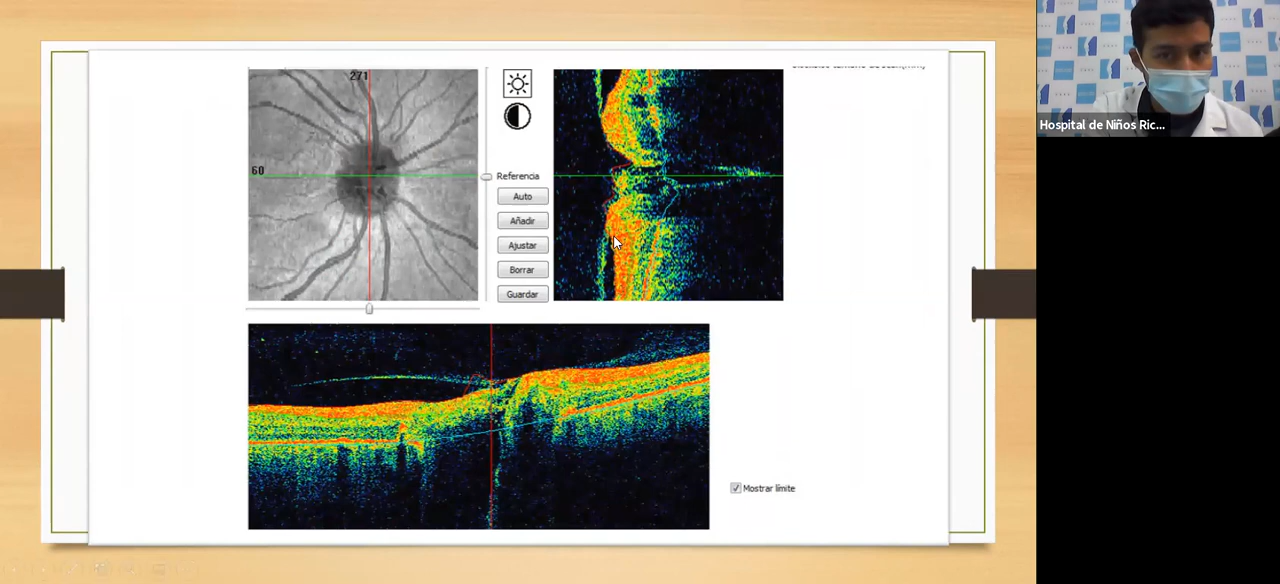 271
60
Referencia
Auto
Añadir
Ajustar
Borrar
Guardar
Mostrar límite
Hospital de Niños Ric...